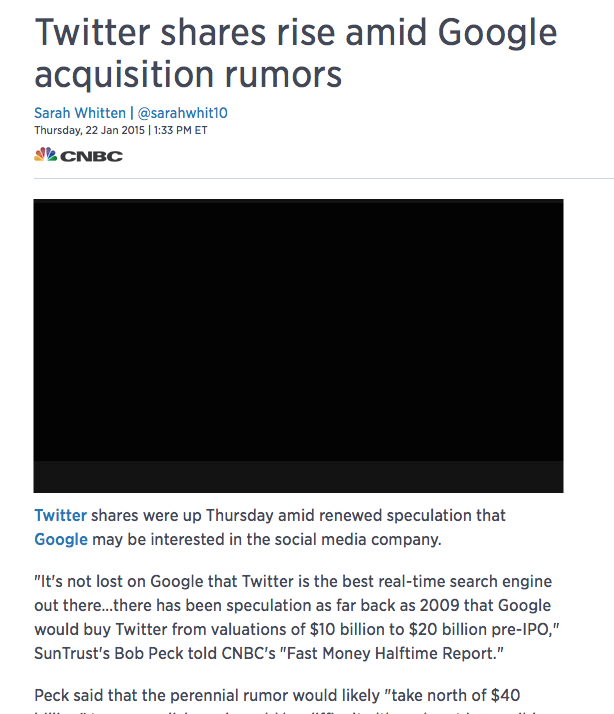 Twitter shares rise amid Google
acquisition rumors
Sarah Whitten | @sarahwhit10
Thursday, 22 Jan 2015 | 1:33 PM ET
CNBC
Twitter shares were up Thursday amid renewed speculation that
Google may be interested in the social media company.
"It's not lost on Google that Twitter is the best real-time search engine
out there...there has been speculation as far back as 2009 that Google
would buy Twitter from valuations of $10 billion to $20 billion pre-IPO,"
SunTrust's Bob Peck told CNBC's "Fast Money Halftime Report."
Peck said that the perennial rumor would likely "take north of $40